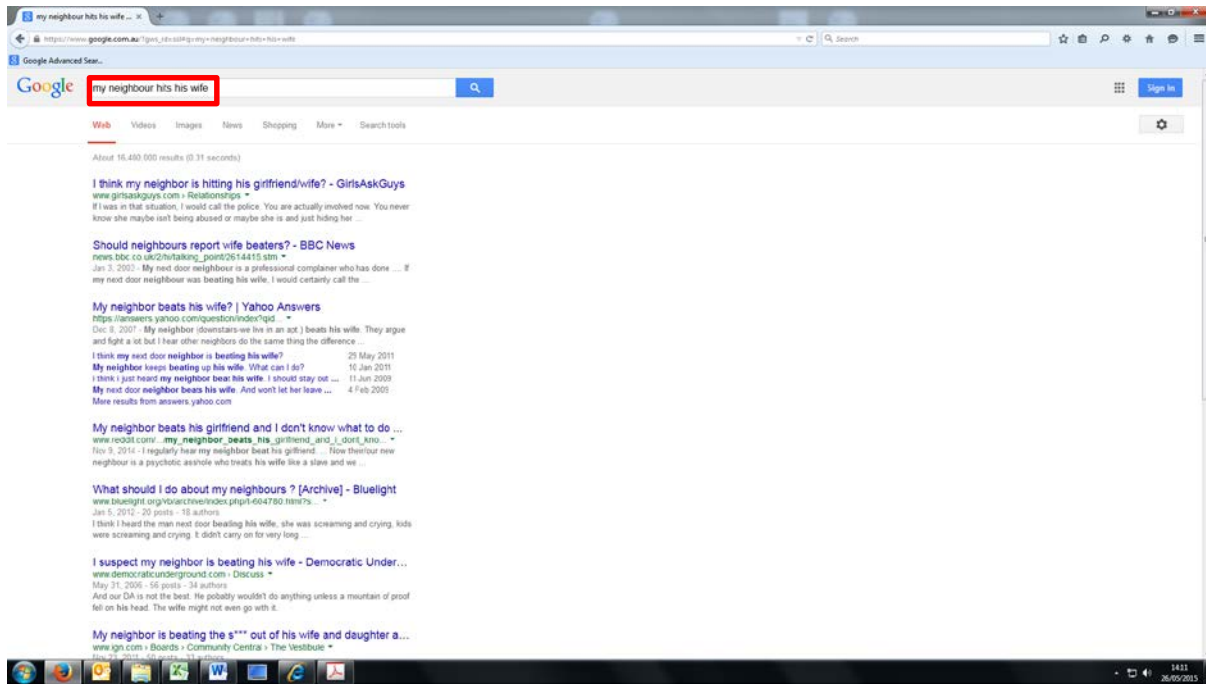 my neighbour hits his wife ...
https://www.google.com.au/?gws_rd=ssl#q=my+neighbour+hits+his+wife
Search
Google Advanced Sear...
Google
my neighbour hits his wife
Sign in
Web Videos Images News Shopping More Search tools
About 16,480,000 results (0.31 seconds)
I think my neighbor is hitting his girlfriend/wife? - GirlsAskGuys
www.girlsaskguys.com › Relationships
If I was in that situation, I would call the police. You are actually involved now. You never
know she maybe isn't being abused or maybe she is and just hiding her ...
Should neighbours report wife beaters? - BBC News
news.bbc.co.uk/2/hi/talking_point/2614415.stm
Jan 3, 2003 - My next door neighbour is a professional complainer who has done .... If
my next door neighbour was beating his wife, I would certainly call the ...
My neighbor beats his wife? | Yahoo Answers
https://answers.yahoo.com/question/index?qid...
Dec 8, 2007 - My neighbor (downstairs-we live in an apt.) beats his wife. They argue
and fight a lot but I hear other neighbors do the same thing the difference ...
I think my next door neighbor is beating his wife? 25 May 2011
My neighbor keeps beating up his wife. What can I do? 10 Jan 2011
I think i just heard my neighbor beat his wife. I should stay out ... 11 Jun 2009
My next door neighbor beats his wife. And won't let her leave ... 4 Feb 2009
More results from answers.yahoo.com
My neighbor beats his girlfriend and I don't know what to do ...
www.reddit.com/...my_neighbor_beats_his_girlfriend_and_i_dont_kno...
Nov 9, 2014 - I regularly hear my neighbor beat his girlfriend. ... Now their/our new
neighbour is a psychotic asshole who treats his wife like a slave and we ...
What should I do about my neighbours ? [Archive] - Bluelight
www.bluelight.org/vb/archive/index.php/t-604780.html?s...
Jan 5, 2012 - 20 posts - 18 authors
I think I heard the man next door beating his wife, she was screaming and crying, kids
were screaming and crying. It didn't carry on for very long ...
I suspect my neighbor is beating his wife - Democratic Under...
www.democraticunderground.com › Discuss
May 31, 2006 - 56 posts - 34 authors
And our DA is not the best. He pobably wouldn't do anything unless a mountain of proof
fell on his head. The wife might not even go with it.
My neighbor is beating the s*** out of his wife and daughter a...
www.ign.com › Boards › Community Central › The Vestibule
14:11
26/05/2015